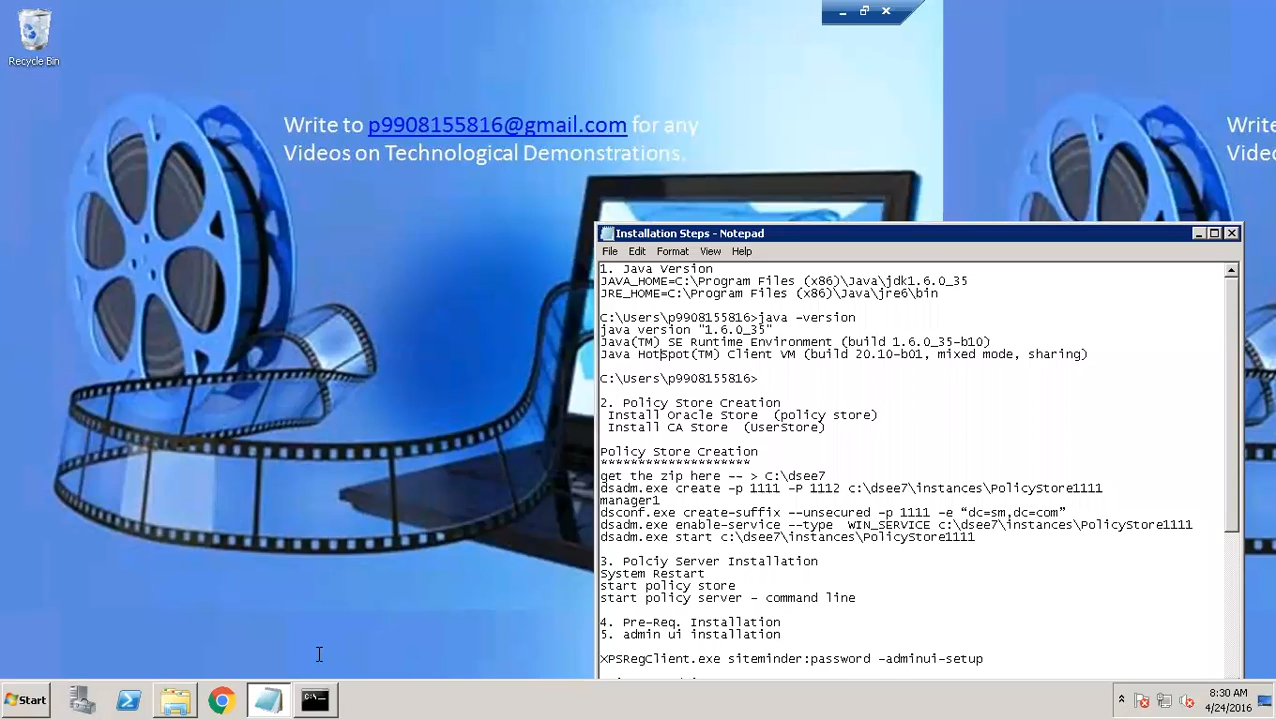 Recycle Bin
Write to p9908155816@gmail.com for any
Videos on Technological Demonstrations.
Write
Videc
Installation Steps - Notepad
File Edit Format View Help
1. Java Version
JAVA_HOME=C:\Program Files (x86)\Java\jdk1.6.0_35
JRE_HOME=C:\Program Files (x86)\Java\jre6\bin
C:\Users\p9908155816>java -version
java version "1.6.0_35"
Java(TM) SE Runtime Environment (build 1.6.0_35-b10)
Java HotSpot(TM) Client VM (build 20.10-b01, mixed mode, sharing)
C:\Users\p9908155816>
2. Policy Store Creation
Install Oracle Store (policy store)
Install CA Store (UserStore)
Policy Store Creation
********************
get the zip here -- > C:\dsee7
dsadm.exe create -p 1111 -P 1112 c:\dsee7\instances\PolicyStore1111
manager1
dsconf.exe create-suffix --unsecured -p 1111 -e “dc=sm,dc=com”
dsadm.exe enable-service --type WIN_SERVICE c:\dsee7\instances\PolicyStore1111
dsadm.exe start c:\dsee7\instances\PolicyStore1111
3. Polciy Server Installation
System Restart
start policy store
start policy server - command line
4. Pre-Req. Installation
5. admin ui installation
XPSRegClient.exe siteminder:password -adminui-setup
Start
8:30 AM
4/24/2016